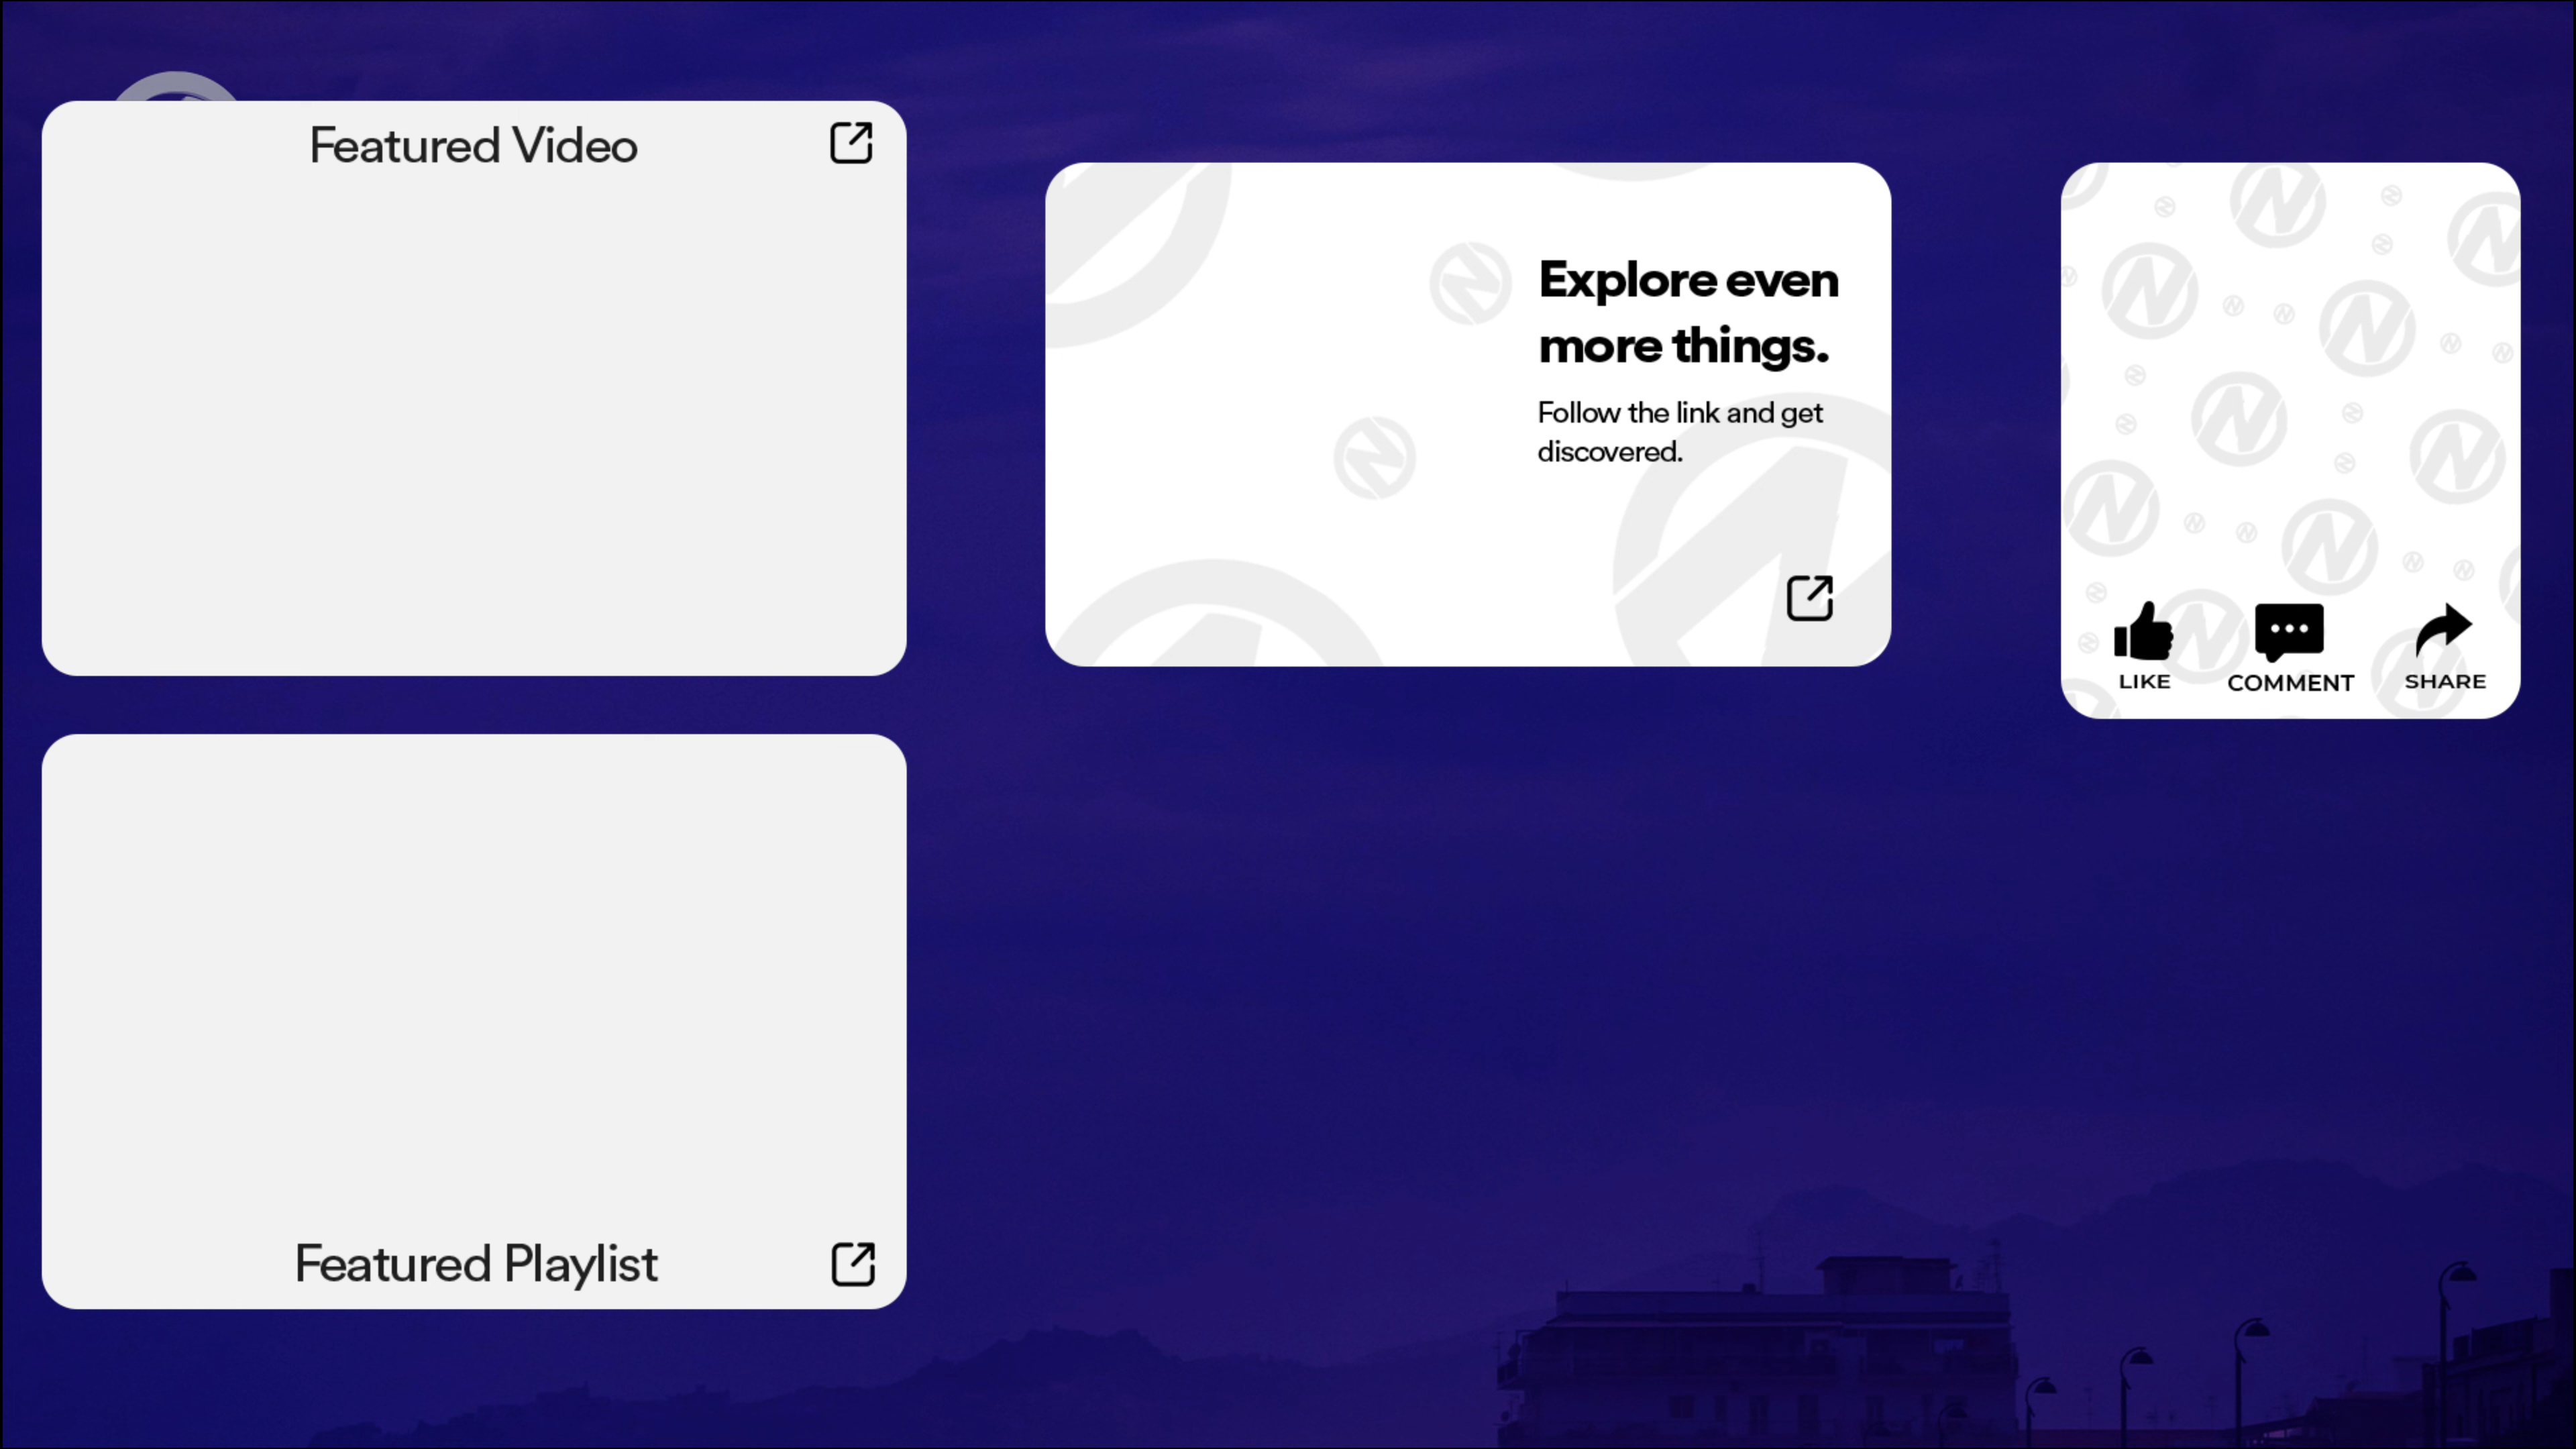 Featured Video
Explore even
more things.
Follow the link and get
discovered.
LIKE
COMMENT
SHARE
Featured Playlist